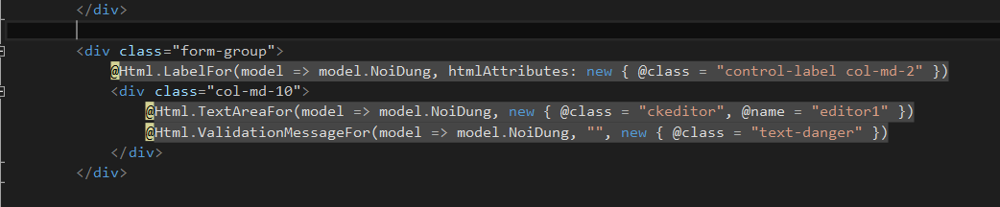 </div>
<div class="form-group">
@Html.LabelFor(model => model.NoiDung, htmlAttributes: new { @class = "control-label col-md-2" })
<div class="col-md-10">
@Html.TextAreaFor(model => model.NoiDung, new { @class = "ckeditor", @name = "editor1" })
@Html.ValidationMessageFor(model => model.NoiDung, "", new { @class = "text-danger" })
</div>
</div>